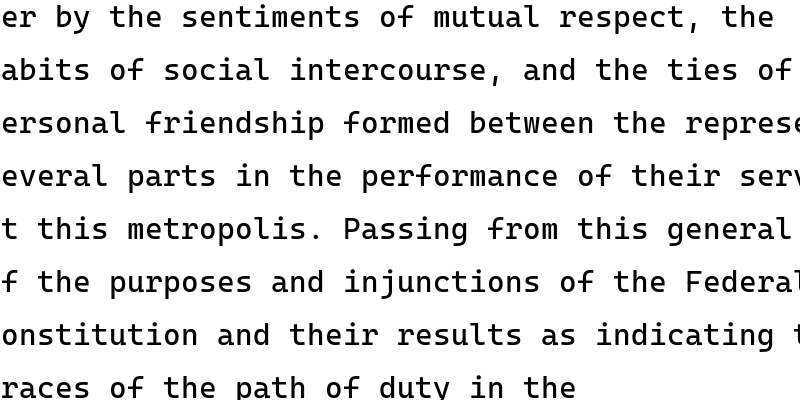 er by the sentiments of mutual respect, the
abits of social intercourse, and the ties of
ersonal friendship formed between the represe
everal parts in the performance of their serv
t this metropolis. Passing from this general
f the purposes and injunctions of the Federal
onstitution and their results as indicating t
races of the path of duty in the